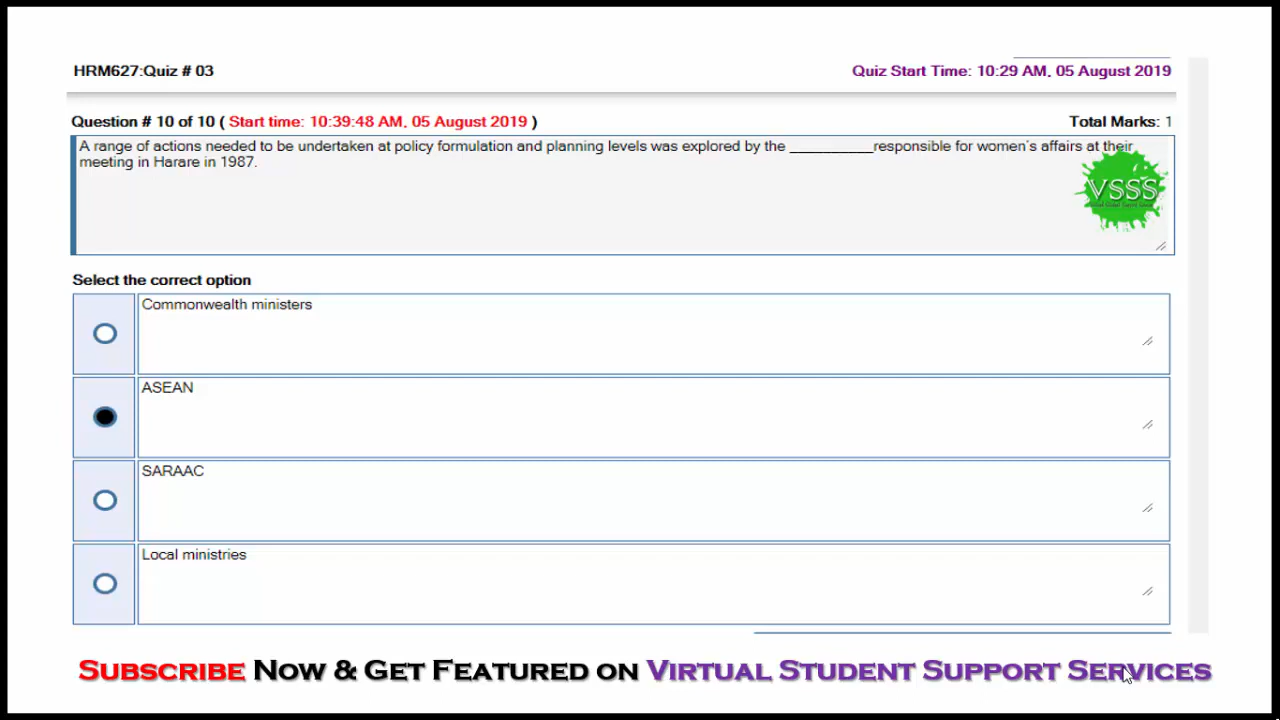 HRM627:Quiz # 03
Quiz Start Time: 10:29 AM, 05 August 2019
Question # 10 of 10 ( Start time: 10:39:48 AM, 05 August 2019 )
Total Marks: 1
A range of actions needed to be undertaken at policy formulation and planning levels was explored by the __________responsible for women's affairs at their
meeting in Harare in 1987.
VSSS
Select the correct option
Commonwealth ministers
ASEAN
SARAAC
Local ministries
SUBSCRIBE NOW & GET FEATURED ON VIRTUAL STUDENT SUPPORT SERVICES